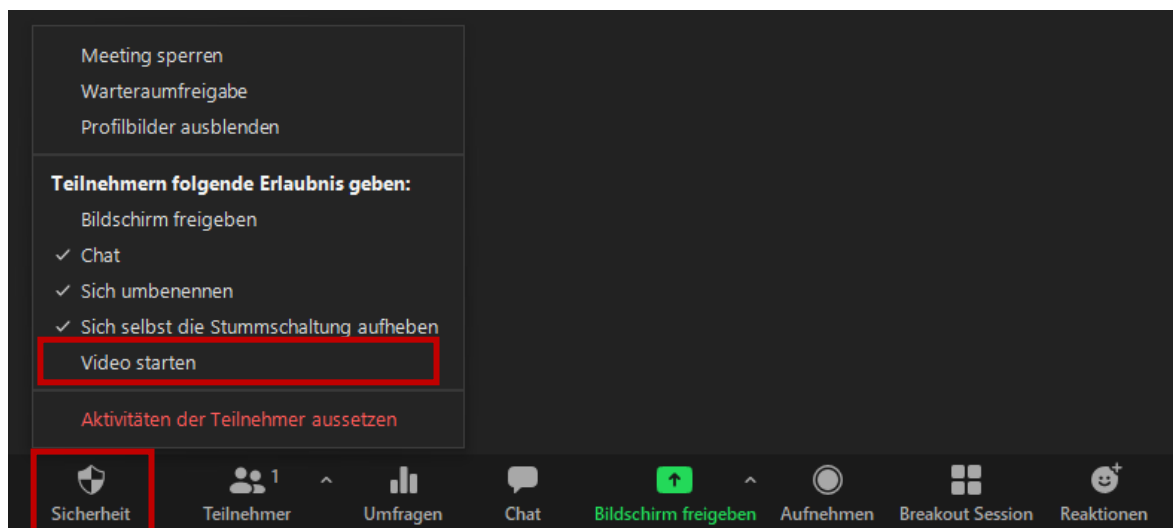 Meeting sperren
Warteraumfreigabe
Profilbilder ausblenden
Teilnehmern folgende Erlaubnis geben:
Bildschirm freigeben
✓ Chat
✓ Sich umbenennen
✓ Sich selbst die Stummschaltung aufheben
Video starten
Aktivitäten der Teilnehmer aussetzen
1
Sicherheit Teilnehmer Umfragen Chat Bildschirm freigeben Aufnehmen Breakout Session Reaktionen